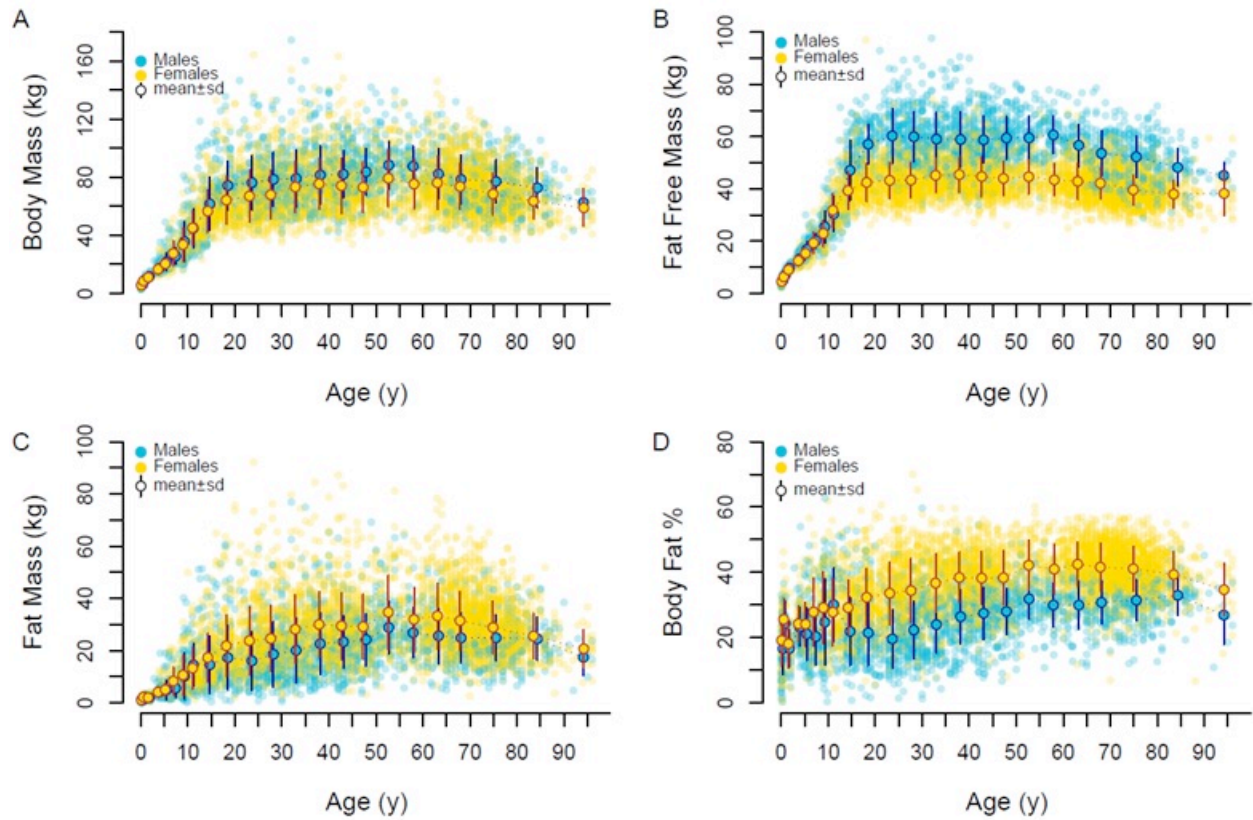 A
Body Mass (kg)
0 40 80 120 160
Males
Females
mean±sd
0 10 20 30 40 50 60 70 80 90
Age (y)
B
Fat Free Mass (kg)
0 20 40 60 80 100
Males
Females
mean±sd
0 10 20 30 40 50 60 70 80 90
Age (y)
C
Fat Mass (kg)
0 20 40 60 80 100
Males
Females
mean±sd
0 10 20 30 40 50 60 70 80 90
Age (y)
D
Body Fat %
0 20 40 60 80
Males
Females
mean±sd
0 10 20 30 40 50 60 70 80 90
Age (y)